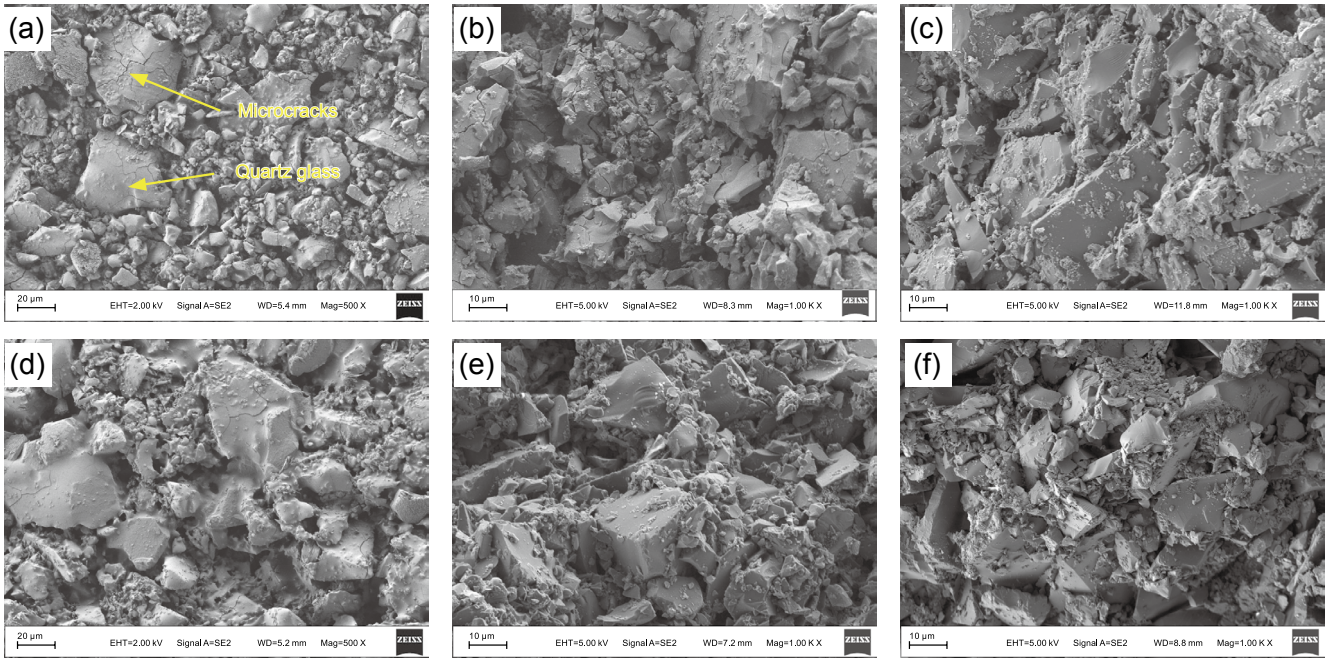 (a)
Microcracks
Quartz glass
20 μm EHT=2.00 kV Signal A=SE2 WD=5.4 mm Mag=500 X ZEISS
(b)
10 μm EHT=5.00 kV Signal A=SE2 WD=8.3 mm Mag=1.00 K X ZEISS
(c)
10 μm EHT=5.00 kV Signal A=SE2 WD=11.8 mm Mag=1.00 K X ZEISS
(d)
20 μm EHT=2.00 kV Signal A=SE2 WD=5.2 mm Mag=500 X ZEISS
(e)
10 μm EHT=5.00 kV Signal A=SE2 WD=7.2 mm Mag=1.00 K X ZEISS
(f)
10 μm EHT=5.00 kV Signal A=SE2 WD=8.8 mm Mag=1.00 K X ZEISS